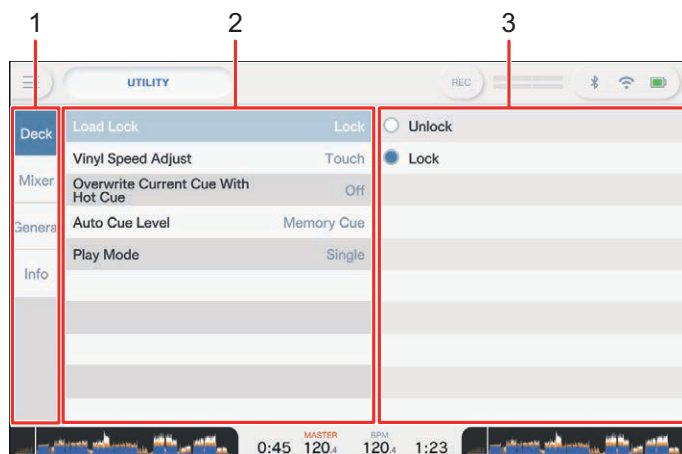 1 2 3
UTILITY REC
Deck
Mixer
Genera
Info
Load Lock Lock
Vinyl Speed Adjust Touch
Overwrite Current Cue With
Hot Cue Off
Auto Cue Level Memory Cue
Play Mode Single
Unlock
Lock
MASTER BPM
0:45 120.4 120.4 1:23